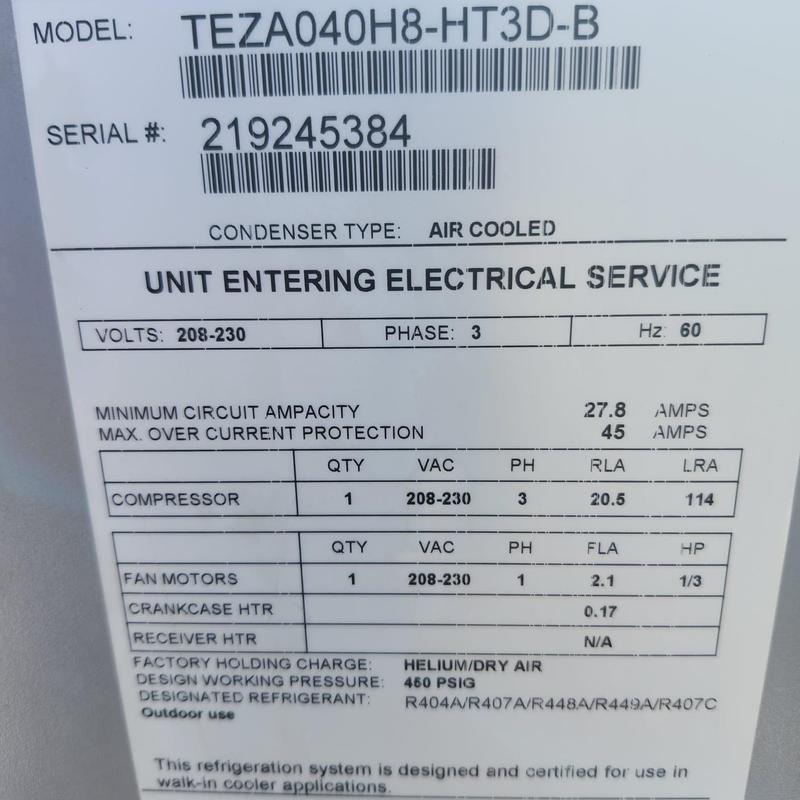 MODEL: TEZA040H8-HT3D-B
SERIAL #: 219245384
CONDENSER TYPE: AIR COOLED
UNIT ENTERING ELECTRICAL SERVICE
VOLTS: 208-230 PHASE: 3 Hz: 60
MINIMUM CIRCUIT AMPACITY 27.8 AMPS
MAX. OVER CURRENT PROTECTION 45 AMPS
QTY VAC PH RLA LRA
COMPRESSOR 1 208-230 3 20.5 114
QTY VAC PH FLA HP
FAN MOTORS 1 208-230 1 2.1 1/3
CRANKCASE HTR 0.17
RECEIVER HTR N/A
FACTORY HOLDING CHARGE: HELIUM/DRY AIR
DESIGN WORKING PRESSURE: 450 PSIG
DESIGNATED REFRIGERANT: R404A/R407A/R448A/R449A/R407C
Outdoor use
This refrigeration system is designed and certified for use in
walk-in cooler applications.